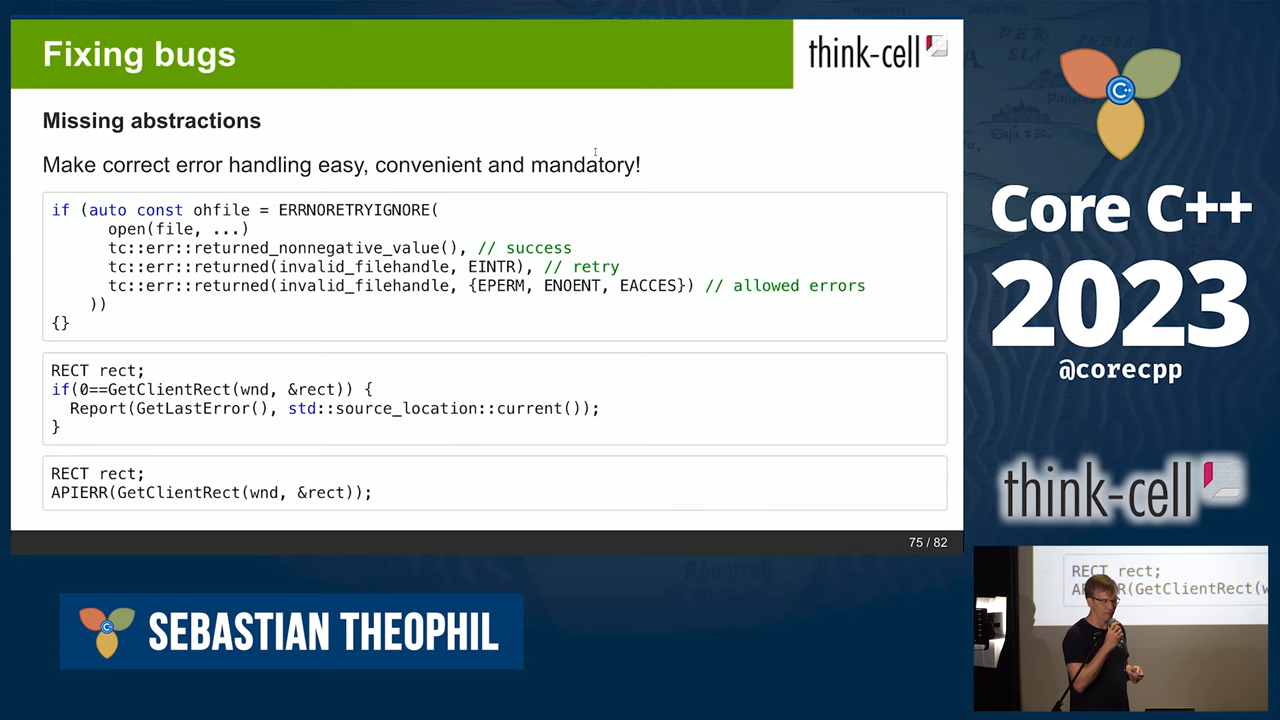 Fixing bugs
think-cell
Missing abstractions
Make correct error handling easy, convenient and mandatory!
if (auto const ohfile = ERRNORETRYIGNORE(
open(file, ...)
tc::err::returned_nonnegative_value(), // success
tc::err::returned(invalid_filehandle, EINTR), // retry
tc::err::returned(invalid_filehandle, {EPERM, ENOENT, EACCES}) // allowed errors
))
{}
RECT rect;
if(0==GetClientRect(wnd, &rect)) {
Report(GetLastError(), std::source_location::current());
}
RECT rect;
APIERR(GetClientRect(wnd, &rect));
75 / 82
C++
Core C++
2023
@corecpp
think-cell
C++
SEBASTIAN THEOPHIL
RECT rect;